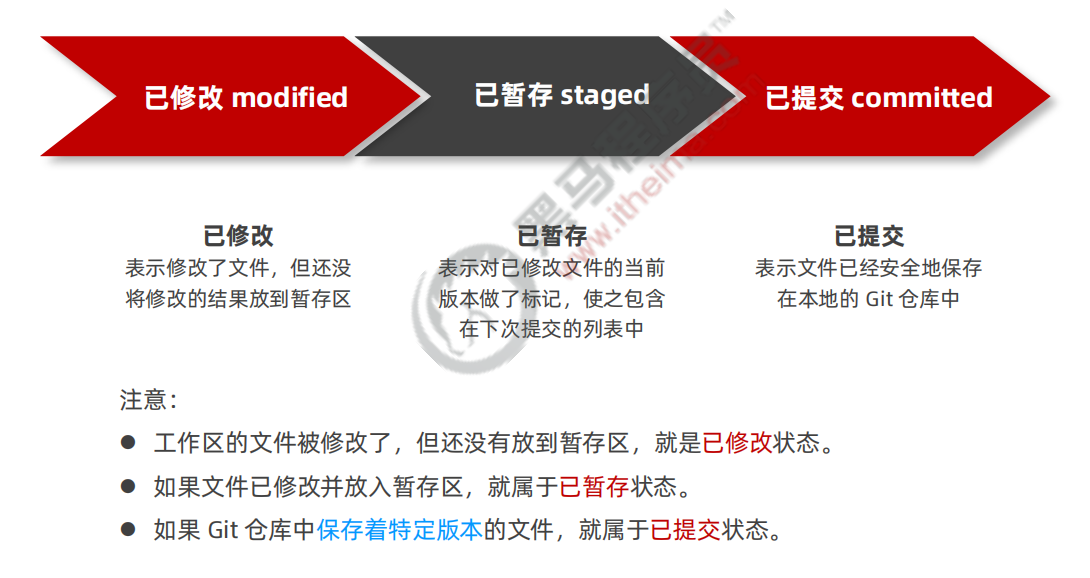 已修改 modified
已暂存 staged
已提交 committed
已修改
表示修改了文件，但还没
将修改的结果放到暂存区
已暂存
表示对已修改文件的当前
版本做了标记，使之包含
在下次提交的列表中
已提交
表示文件已经安全地保存
在本地的 Git 仓库中
注意：
● 工作区的文件被修改了，但还没有放到暂存区，就是已修改状态。
● 如果文件已修改并放入暂存区，就属于已暂存状态。
● 如果 Git 仓库中保存着特定版本的文件，就属于已提交状态。
黑马程序员™